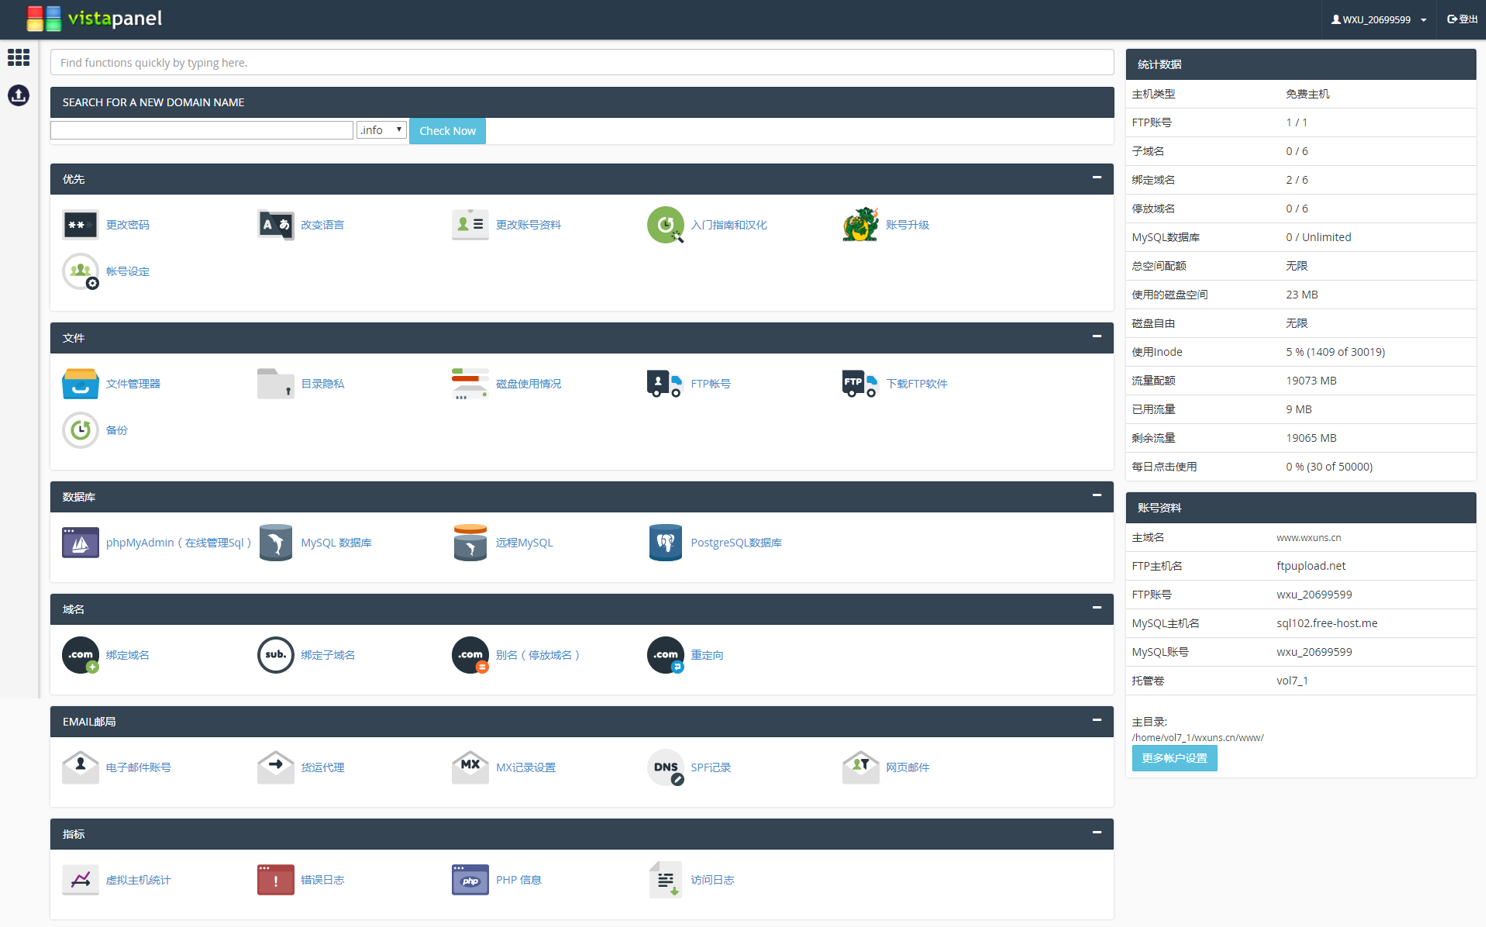 vistapanel
WXU_20699599
登出
Find functions quickly by typing here.
SEARCH FOR A NEW DOMAIN NAME
.info
Check Now
优先
更改密码
A あ
改变语言
更改账号资料
入门指南和汉化
账号升级
帐号设定
文件
文件管理器
目录隐私
磁盘使用情况
FTP帐号
FTP
下载FTP软件
备份
数据库
phpMyAdmin ( 在线管理Sql )
MySQL 数据库
远程MySQL
PostgreSQL数据库
域名
.com
绑定域名
sub.
绑定子域名
.com
别名 ( 停放域名 )
.com
重定向
EMAIL邮局
电子邮件账号
货运代理
MX
MX记录设置
DNS
SPF记录
网页邮件
指标
虚拟主机统计
错误日志
php
PHP 信息
访问日志
统计数据
主机类型 免费主机
FTP账号 1 / 1
子域名 0 / 6
绑定域名 2 / 6
停放域名 0 / 6
MySQL数据库 0 / Unlimited
总空间配额 无限
使用的磁盘空间 23 MB
磁盘自由 无限
使用Inode 5 % (1409 of 30019)
流量配额 19073 MB
已用流量 9 MB
剩余流量 19065 MB
每日点击使用 0 % (30 of 50000)
账号资料
主域名 www.wxuns.cn
FTP主机名 ftpupload.net
FTP账号 wxu_20699599
MySQL主机名 sql102.free-host.me
MySQL账号 wxu_20699599
托管卷 vol7_1
主目录:
/home/vol7_1/wxuns.cn/www/
更多帐户设置